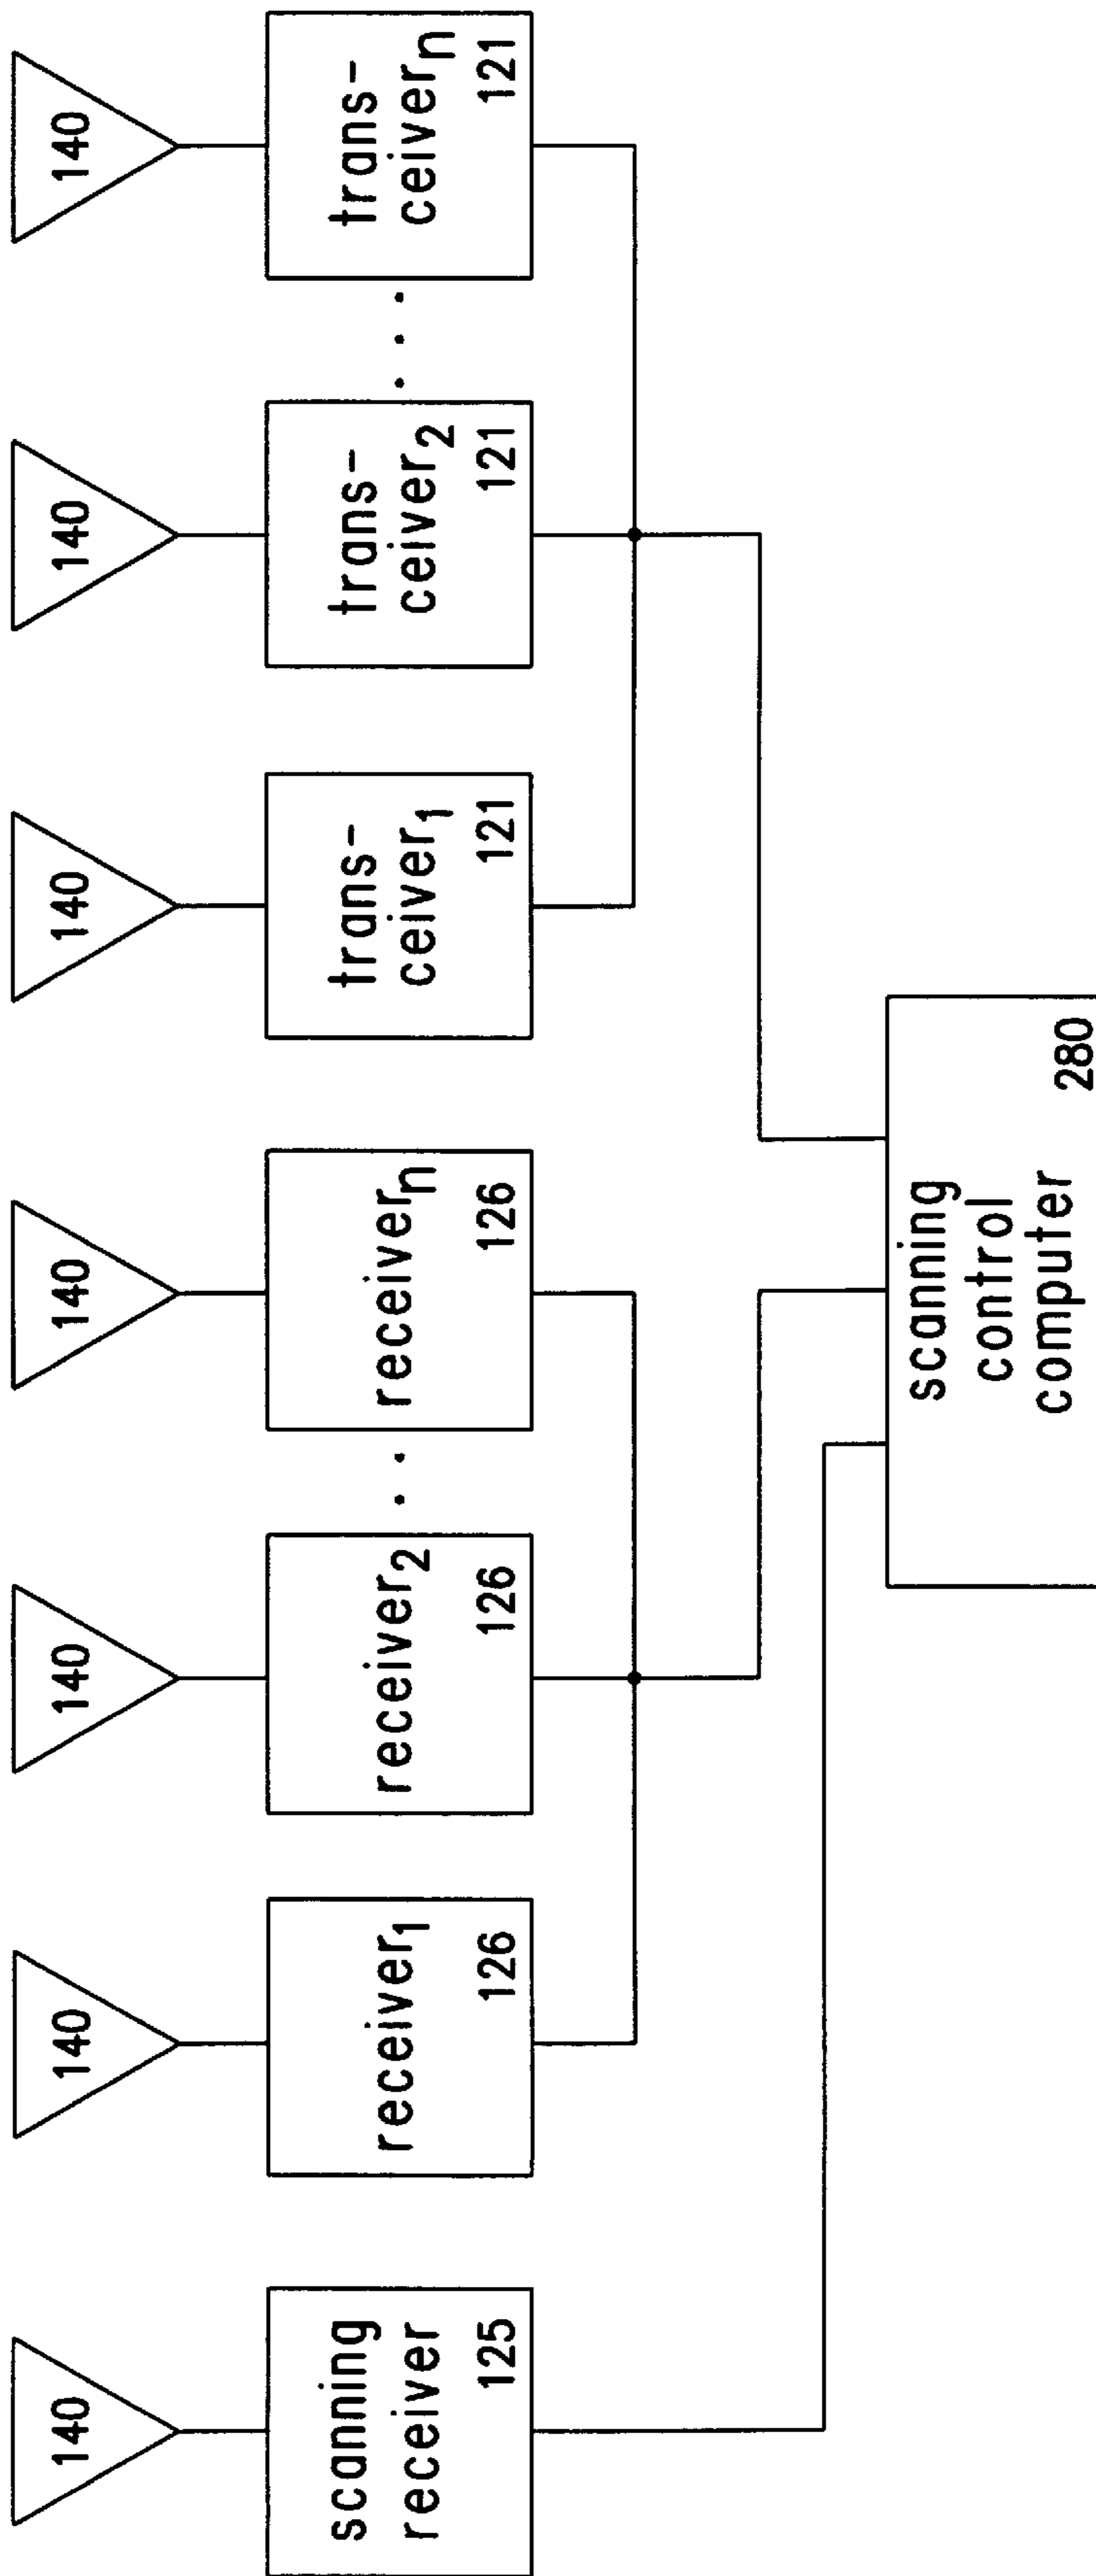 140
140
140
140
140
140
140
scanning
receiver
125
receiver₁
126
receiver₂
126
. .
receiverₙ
126
trans-
ceiver₁
121
trans-
ceiver₂
121
. . .
trans-
ceiverₙ
121
scanning
control
computer
280